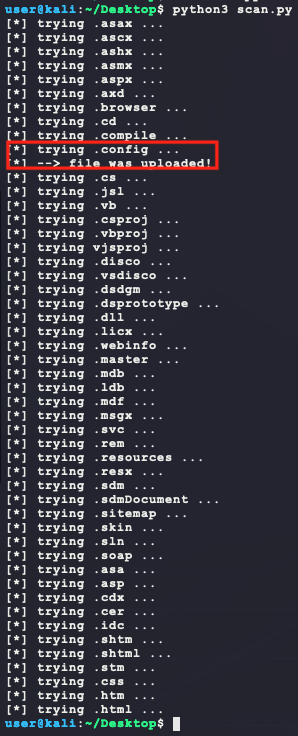 user@kali:~/Desktop$ python3 scan.py
[*] trying .asax ...
[*] trying .ascx ...
[*] trying .ashx ...
[*] trying .asmx ...
[*] trying .aspx ...
[*] trying .axd ...
[*] trying .browser ...
[*] trying .cd ...
[*] trying .compile ...
[*] trying .config ...
[*] --> file was uploaded!
[*] trying .cs ...
[*] trying .jsl ...
[*] trying .vb ...
[*] trying .csproj ...
[*] trying .vbproj ...
[*] trying vjsproj ...
[*] trying .disco ...
[*] trying .vsdisco ...
[*] trying .dsdgm ...
[*] trying .dsprototype ...
[*] trying .dll ...
[*] trying .licx ...
[*] trying .webinfo ...
[*] trying .master ...
[*] trying .mdb ...
[*] trying .ldb ...
[*] trying .mdf ...
[*] trying .msgx ...
[*] trying .svc ...
[*] trying .rem ...
[*] trying .resources ...
[*] trying .resx ...
[*] trying .sdm ...
[*] trying .sdmDocument ...
[*] trying .sitemap ...
[*] trying .skin ...
[*] trying .sln ...
[*] trying .soap ...
[*] trying .asa ...
[*] trying .asp ...
[*] trying .cdx ...
[*] trying .cer ...
[*] trying .idc ...
[*] trying .shtm ...
[*] trying .shtml ...
[*] trying .stm ...
[*] trying .css ...
[*] trying .htm ...
[*] trying .html ...
user@kali:~/Desktop$